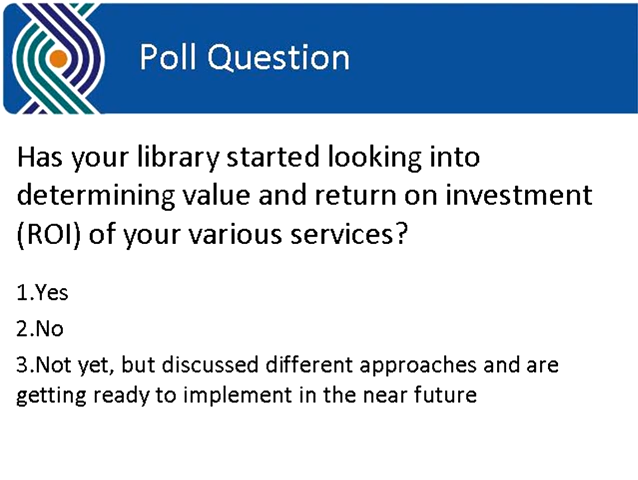 Poll Question
Has your library started looking into
determining value and return on investment
(ROI) of your various services?
1.Yes
2.No
3.Not yet, but discussed different approaches and are
getting ready to implement in the near future